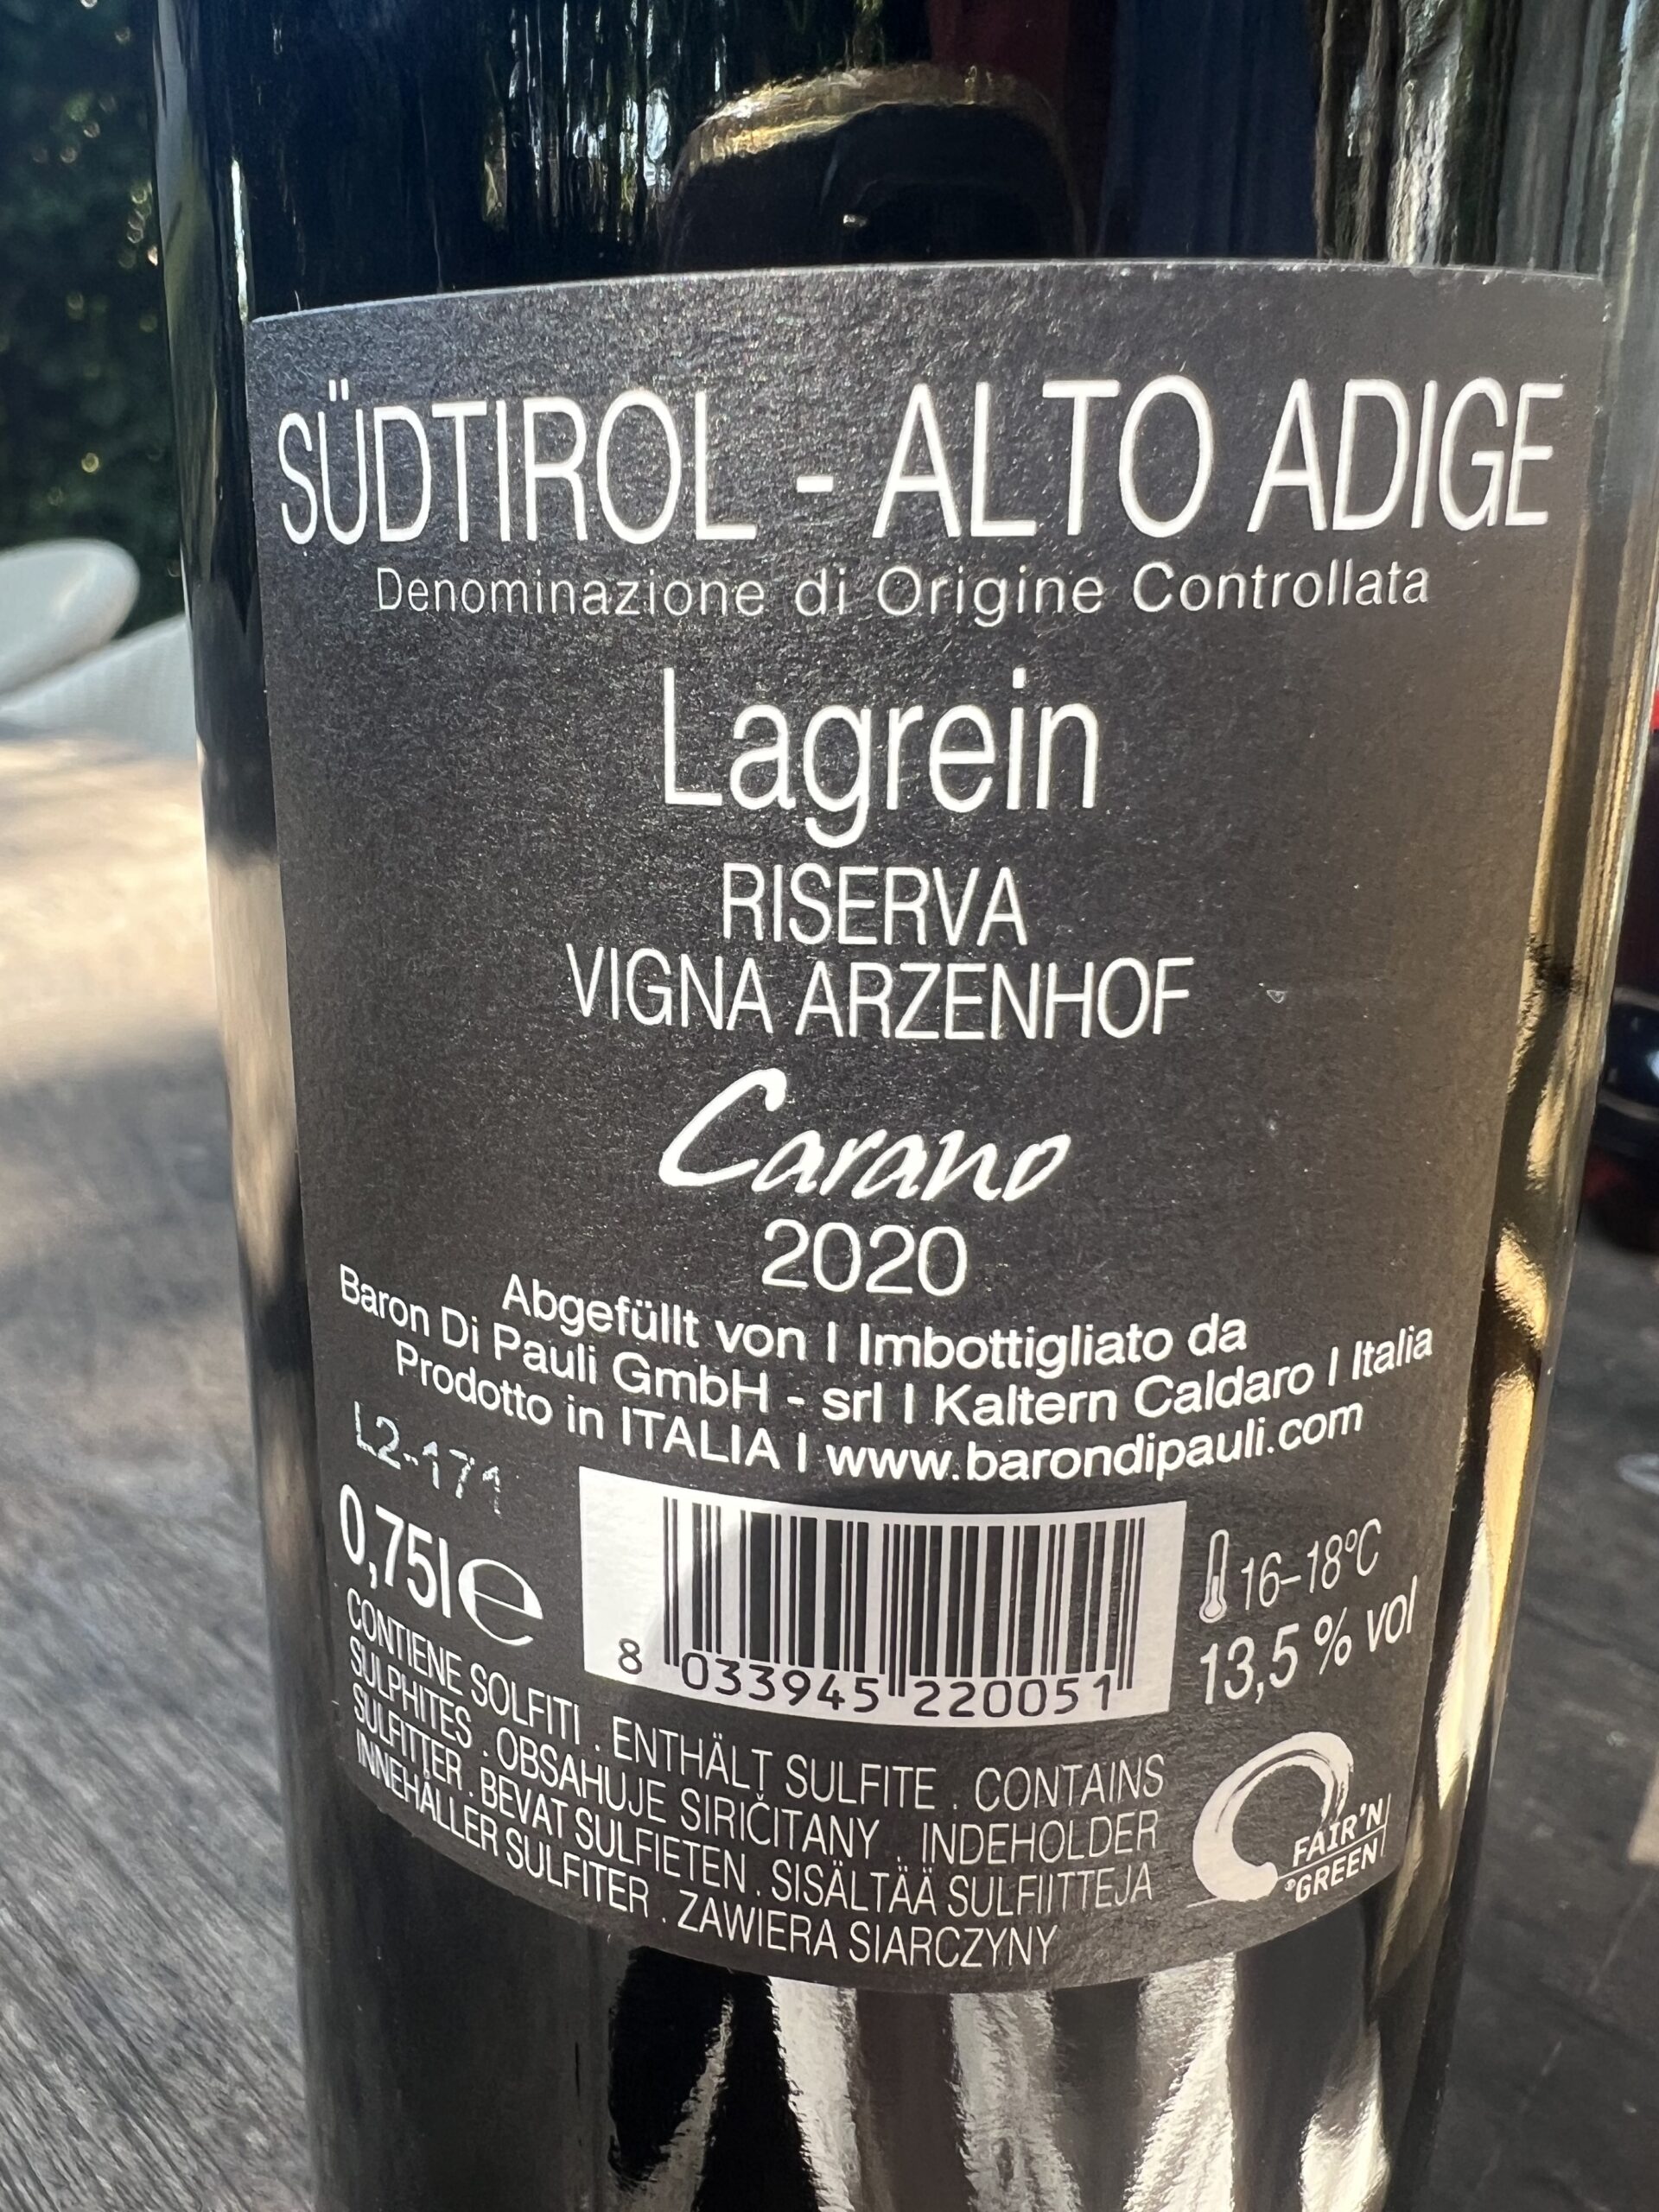 SÜDTIROL - ALTO ADIGE
Denominazione di Origine Controllata
Lagrein
RISERVA
VIGNA ARZENHOF
Carano
2020
Abgefüllt von I Imbottigliato da
Baron Di Pauli GmbH - srl I Kaltern Caldaro I Italia
Prodotto in ITALIA I www.barondipauli.com
L2-171
0,75l e
8 033945 220051
16–18°C
13,5 % vol
CONTIENE SOLFITI . ENTHÄLT SULFITE . CONTAINS
SULPHITES . OBSAHUJE SIRIČITANY . INDEHOLDER
SULFITTER . BEVAT SULFIETEN . SISÄLTÄÄ SULFIITTEJA
INNEHÅLLER SULFITER . ZAWIERA SIARCZYNY
FAIR'N
®GREEN